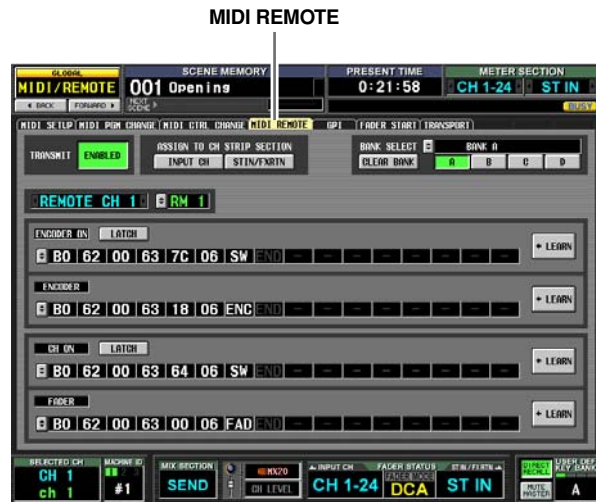 MIDI REMOTE
GLOBAL SCENE MEMORY PRESENT TIME METER SECTION
MIDI/REMOTE 001 Opening 0:21:58 CH 1-24 ST IN
BACK FORWARD NEXT SCENE BUSY
MIDI SETUP MIDI PGM CHANGE MIDI CTRL CHANGE MIDI REMOTE GPI FADER START TRANSPORT
TRANSMIT ENABLED ASSIGN TO CH STRIP SECTION BANK SELECT BANK A
INPUT CH STIN/FXRTN CLEAR BANK A B C D
REMOTE CH 1 RM 1
ENCODER ON LATCH
B0 62 00 63 7C 06 SW END - - - - - - - - LEARN
ENCODER
B0 62 00 63 18 06 ENC END - - - - - - - - LEARN
CH ON LATCH
B0 62 00 63 64 06 SW END - - - - - - - - LEARN
FADER
B0 62 00 63 00 06 FAD END - - - - - - - - LEARN
SELECTED CH MACHINE ID MIX SECTION INPUT CH FADER STATUS ST IN/FXRTN DIRECT RECALL USER DEF KEY BANK
CH 1 SEND MX20 CH 1-24 FADER MODE ST IN
ch 1 #1 CH LEVEL DCA MUTE MASTER A